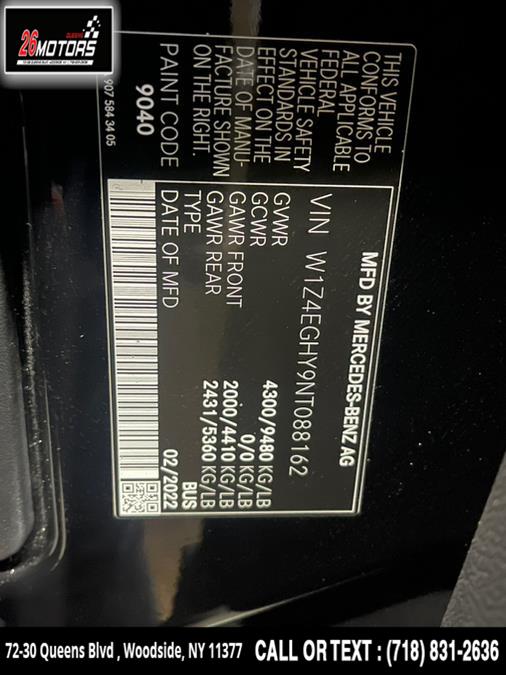 QUEENS
26MOTORS
MFD BY MERCEDES-BENZ AG
VIN W1Z4EGHY9NT088162
GVWR 4300/9480 KG/LB
GCWR 0/0 KG/LB
GAWR FRONT 2000/4410 KG/LB
GAWR REAR 2431/5360 KG/LB
TYPE BUS
DATE OF MFD 02/2022
THIS VEHICLE
CONFORMS TO
ALL APPLICABLE
FEDERAL
VEHICLE SAFETY
STANDARDS IN
EFFECT ON THE
DATE OF MANU-
FACTURE SHOWN
ON THE RIGHT.
PAINT CODE
9040
907 584 34 05
72-30 Queens Blvd , Woodside, NY 11377 CALL OR TEXT : (718) 831-2636